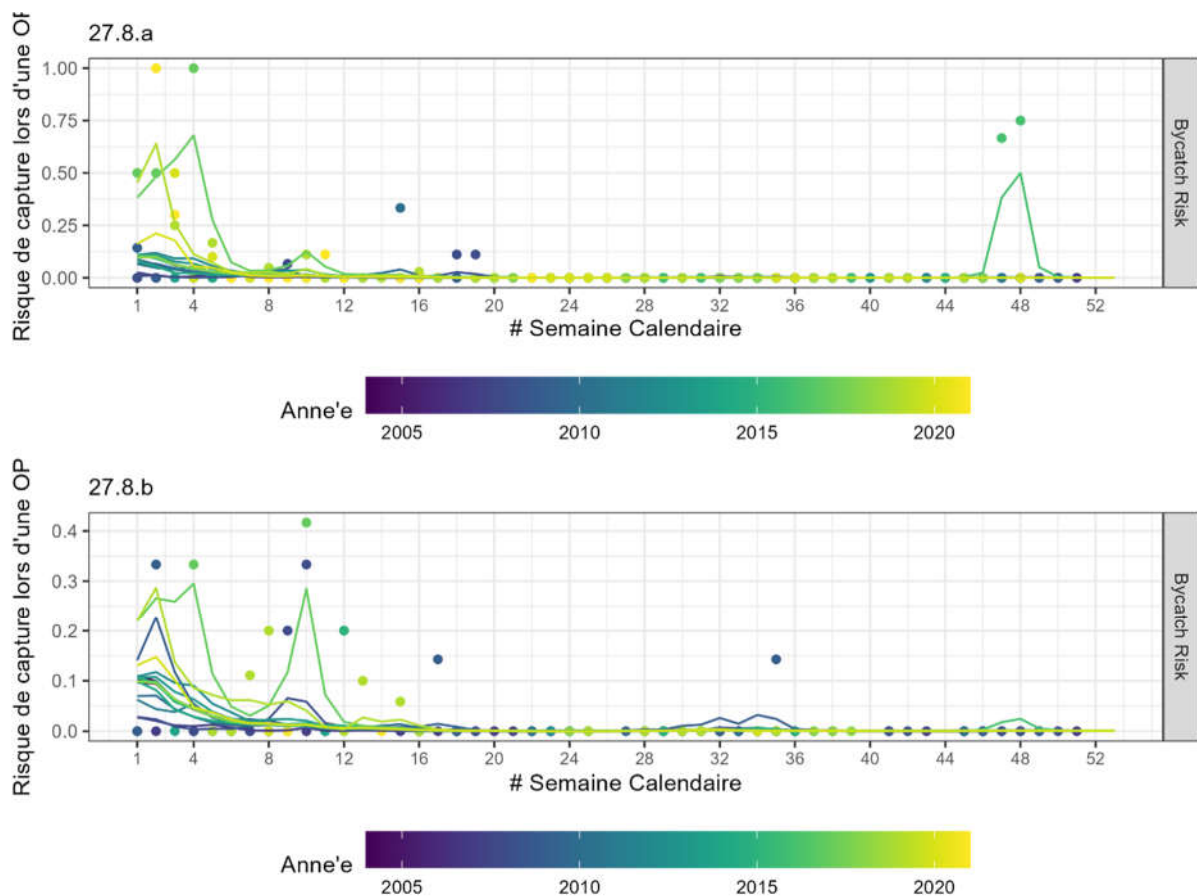 27.8.a
Risque de capture lors d'une OP
1.00
0.75
0.50
0.25
0.00
Bycatch Risk
1 4 8 12 16 20 24 28 32 36 40 44 48 52
# Semaine Calendaire
Anne'e
2005 2010 2015 2020
27.8.b
Risque de capture lors d'une OP
0.4
0.3
0.2
0.1
0.0
Bycatch Risk
1 4 8 12 16 20 24 28 32 36 40 44 48 52
# Semaine Calendaire
Anne'e
2005 2010 2015 2020